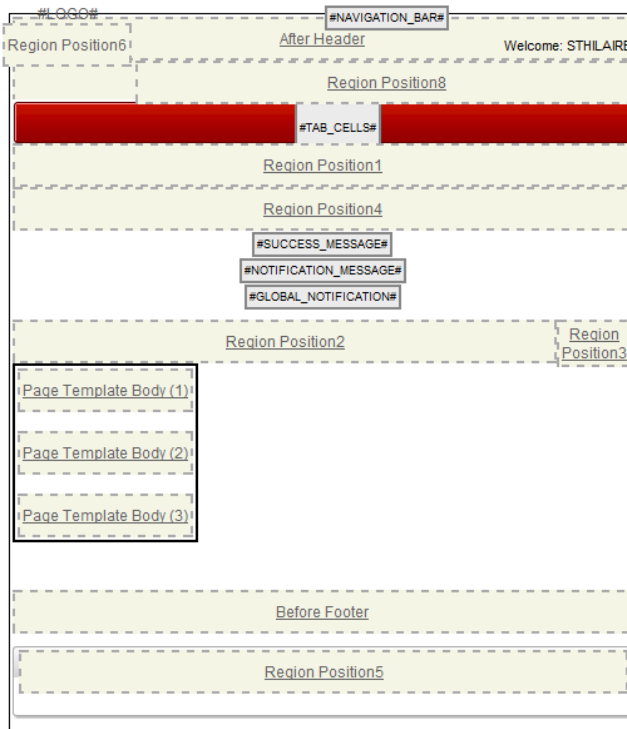 #LOGO#
#NAVIGATION_BAR#
Region Position6
After Header
Welcome: STHILAIRE
Region Position8
#TAB_CELLS#
Region Position1
Region Position4
#SUCCESS_MESSAGE#
#NOTIFICATION_MESSAGE#
#GLOBAL_NOTIFICATION#
Region Position2
Region
Position3
Page Template Body (1)
Page Template Body (2)
Page Template Body (3)
Before Footer
Region Position5